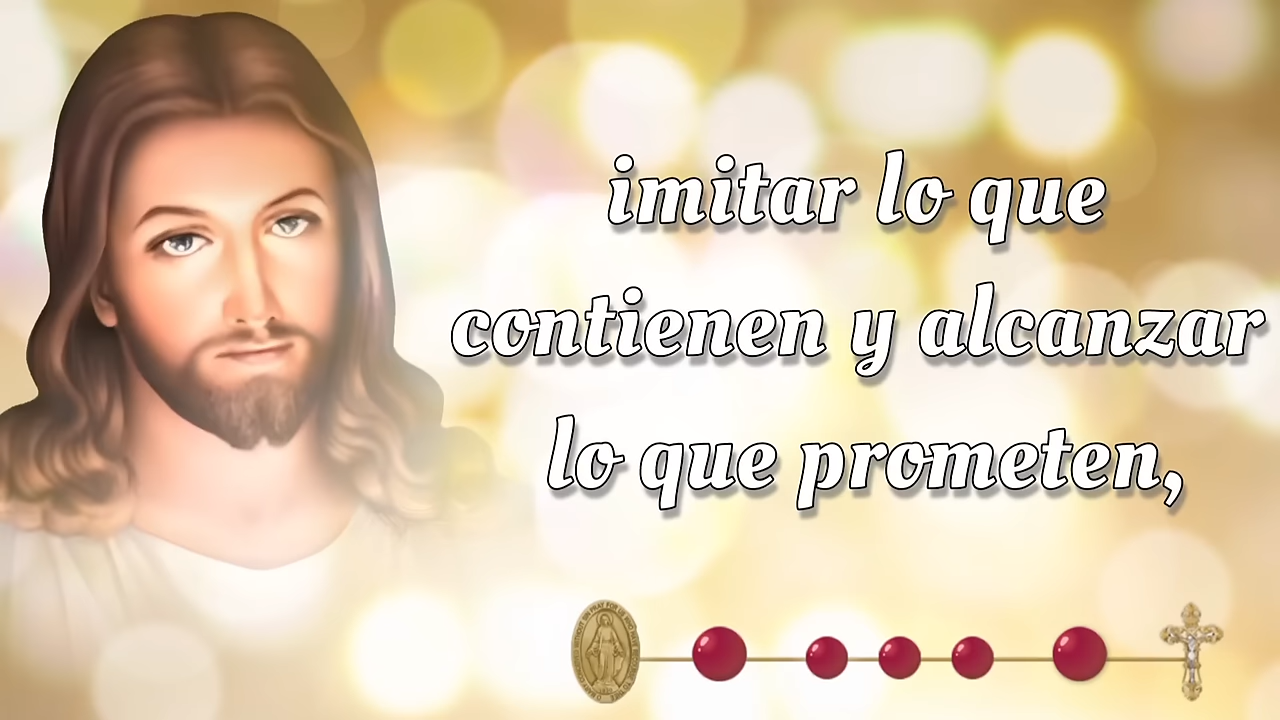 imitar lo que
contienen y alcanzar
lo que prometen,